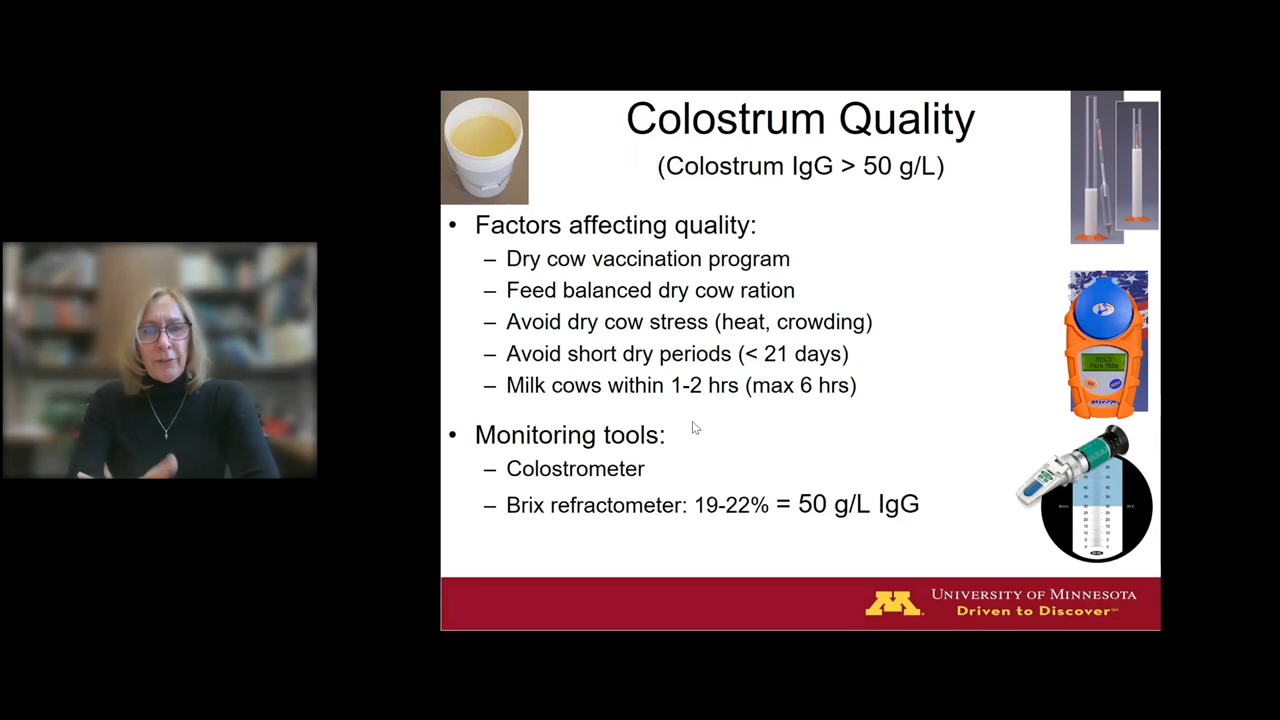 Colostrum Quality
(Colostrum IgG > 50 g/L)
• Factors affecting quality:
– Dry cow vaccination program
– Feed balanced dry cow ration
– Avoid dry cow stress (heat, crowding)
– Avoid short dry periods (< 21 days)
– Milk cows within 1-2 hrs (max 6 hrs)
• Monitoring tools:
– Colostrometer
– Brix refractometer: 19-22% = 50 g/L IgG
MISCO
UNIVERSITY OF MINNESOTA
Driven to Discover℠